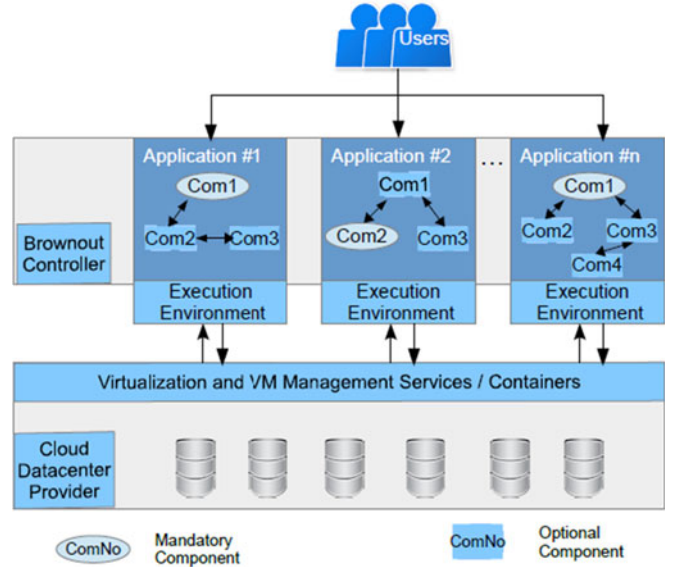 Users
Application #1
Application #2
...
Application #n
Com1
Com2
Com3
Com1
Com2
Com3
Com1
Com2
Com3
Com4
Brownout
Controller
Execution
Environment
Execution
Environment
Execution
Environment
Virtualization and VM Management Services / Containers
Cloud
Datacenter
Provider
ComNo
Mandatory
Component
ComNo
Optional
Component